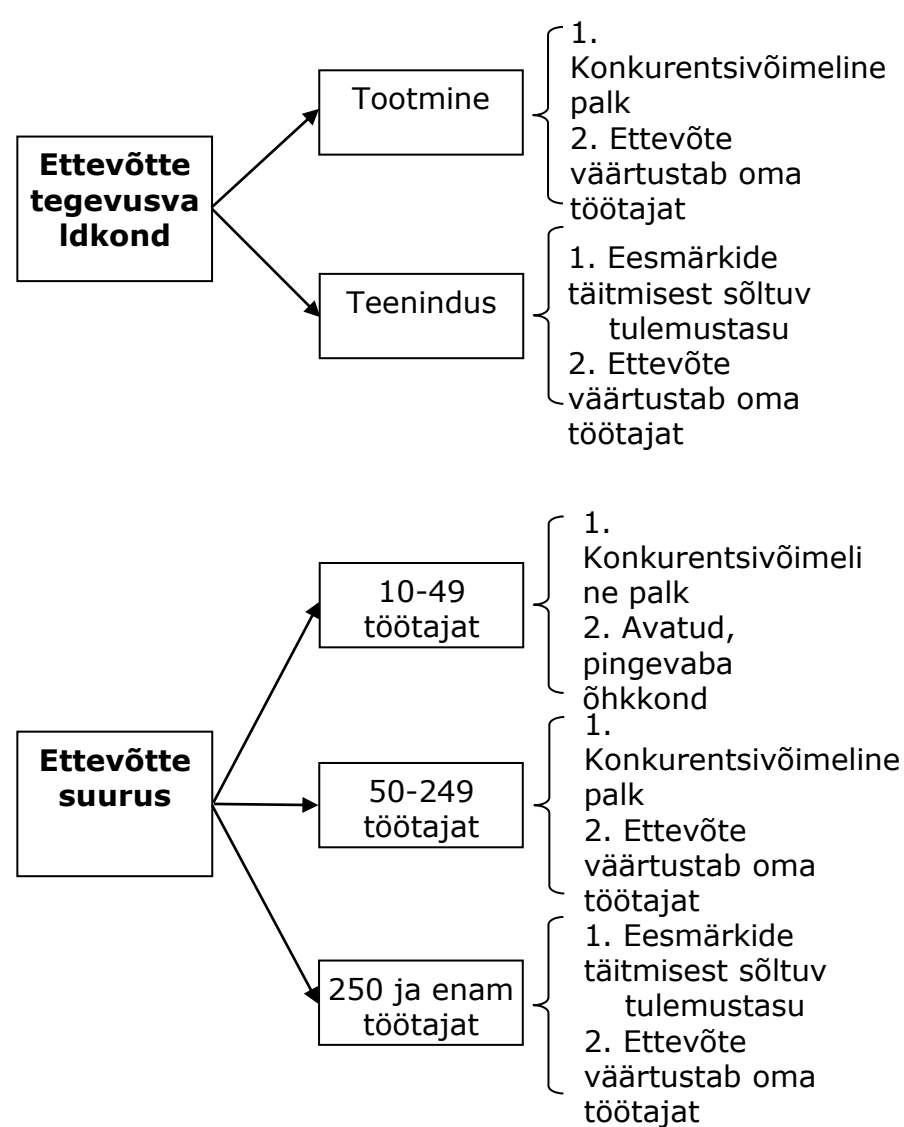 Ettevõtte
tegevusva
ldkond
Tootmine
1.
Konkurentsivõimeline
palk
2. Ettevõte
väärtustab oma
töötajat
Teenindus
1. Eesmärkide
täitmisest sõltuv
tulemustasu
2. Ettevõte
väärtustab oma
töötajat
Ettevõtte
suurus
10-49
töötajat
1.
Konkurentsivõimeli
ne palk
2. Avatud,
pingevaba
õhkkond
50-249
töötajat
1.
Konkurentsivõimeline
palk
2. Ettevõte
väärtustab oma
töötajat
250 ja enam
töötajat
1. Eesmärkide
täitmisest sõltuv
tulemustasu
2. Ettevõte
väärtustab oma
töötajat